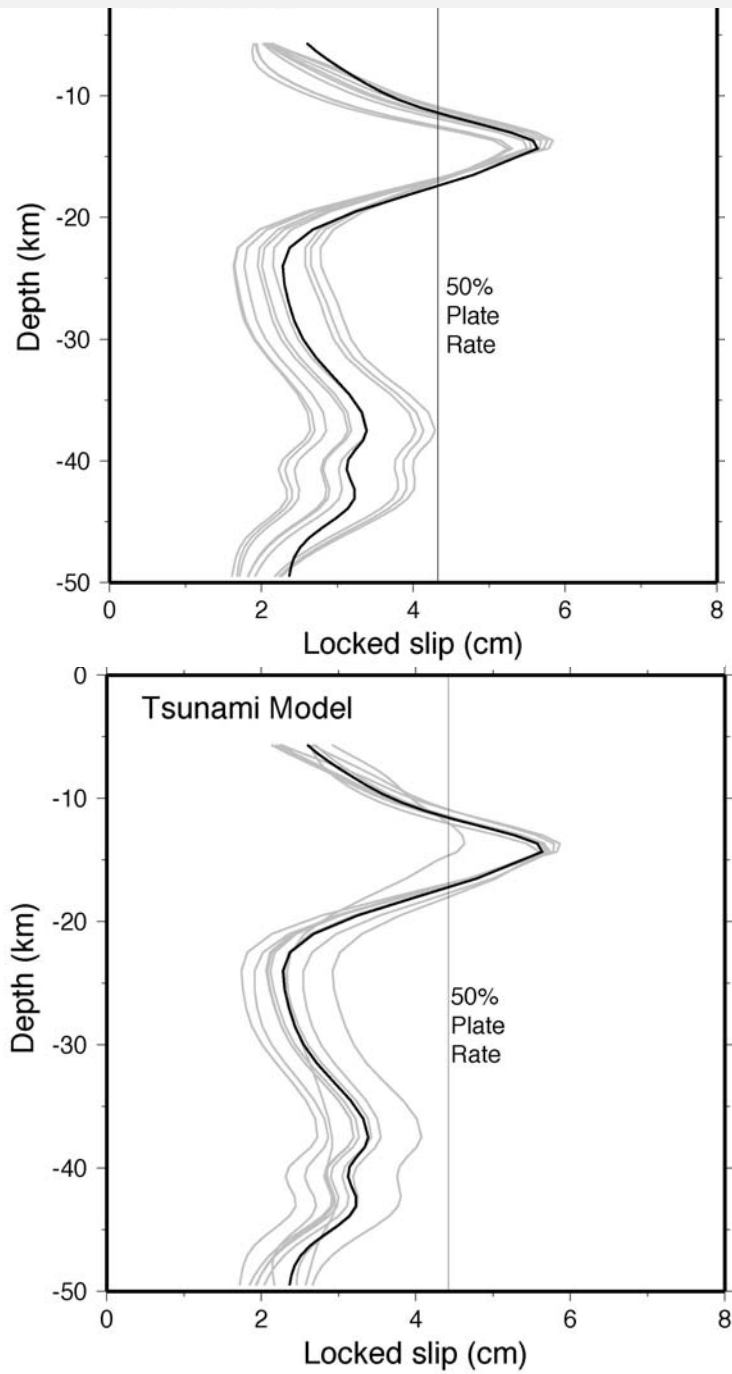 -10
-20
-30
-40
-50
Depth (km)
50%
Plate
Rate
0 2 4 6 8
Locked slip (cm)
0
Tsunami Model
-10
-20
-30
-40
-50
Depth (km)
50%
Plate
Rate
0 2 4 6 8
Locked slip (cm)